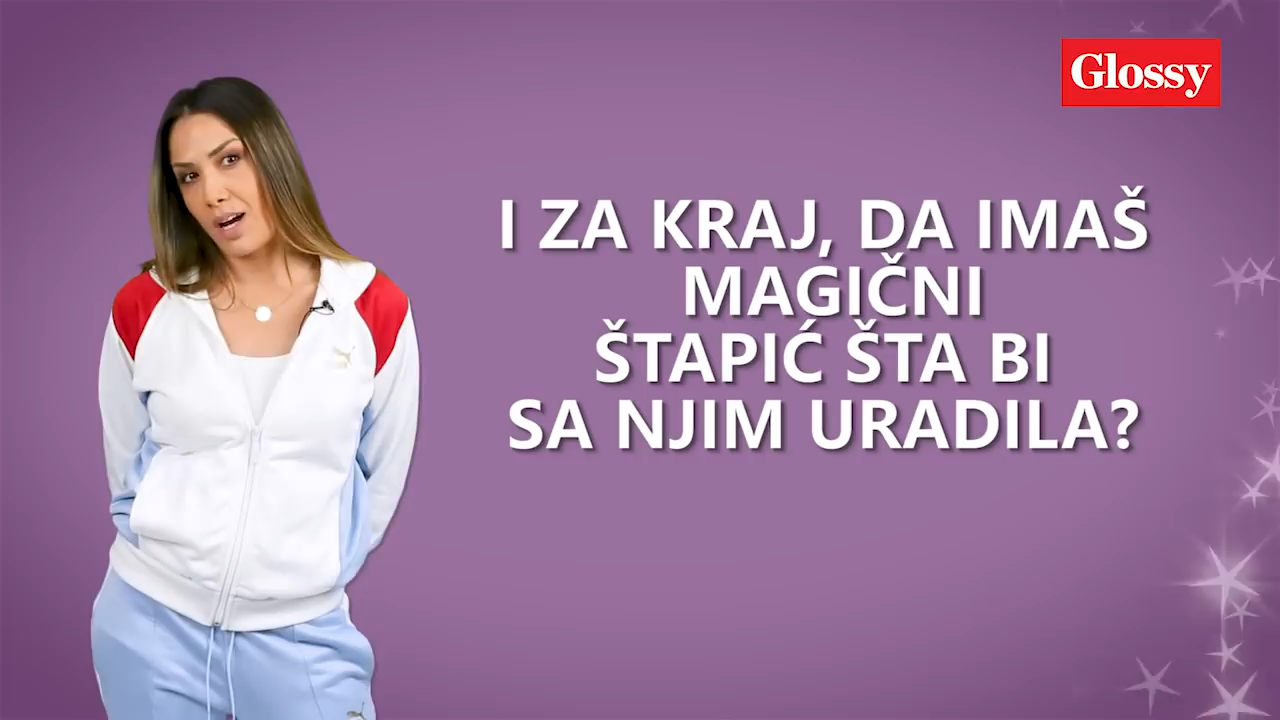 Glossy
I ZA KRAJ, DA IMAŠ
MAGIČNI
ŠTAPIĆ ŠTA BI
SA NJIM URADILA?